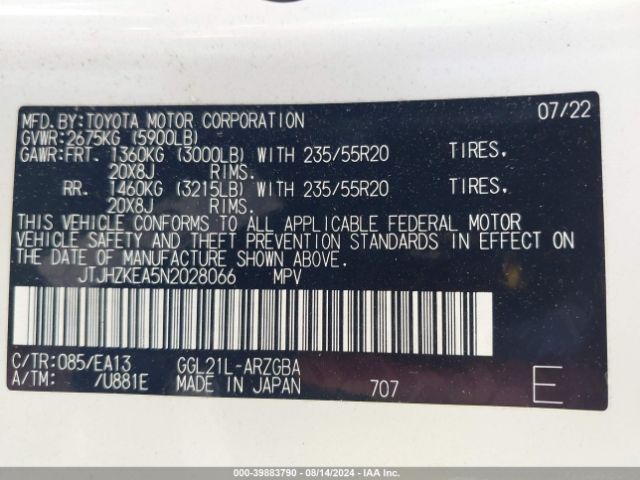 MFD.BY:TOYOTA MOTOR CORPORATION 07/22
GVWR:2675KG (5900LB)
GAWR:FRT. 1360KG (3000LB) WITH 235/55R20 TIRES.
20X8J RIMS.
RR. 1460KG (3215LB) WITH 235/55R20 TIRES.
20X8J RIMS.
THIS VEHICLE CONFORMS TO ALL APPLICABLE FEDERAL MOTOR
VEHICLE SAFETY AND THEFT PREVENTION STANDARDS IN EFFECT ON
THE DATE OF MANUFACTURE SHOWN ABOVE.
JTJHZKEA5N2028066 MPV
C/TR:085/EA13 GGL21L-ARZGBA
A/TM: /U881E MADE IN JAPAN 707 E
000-39883790 - 08/14/2024 - IAA Inc.